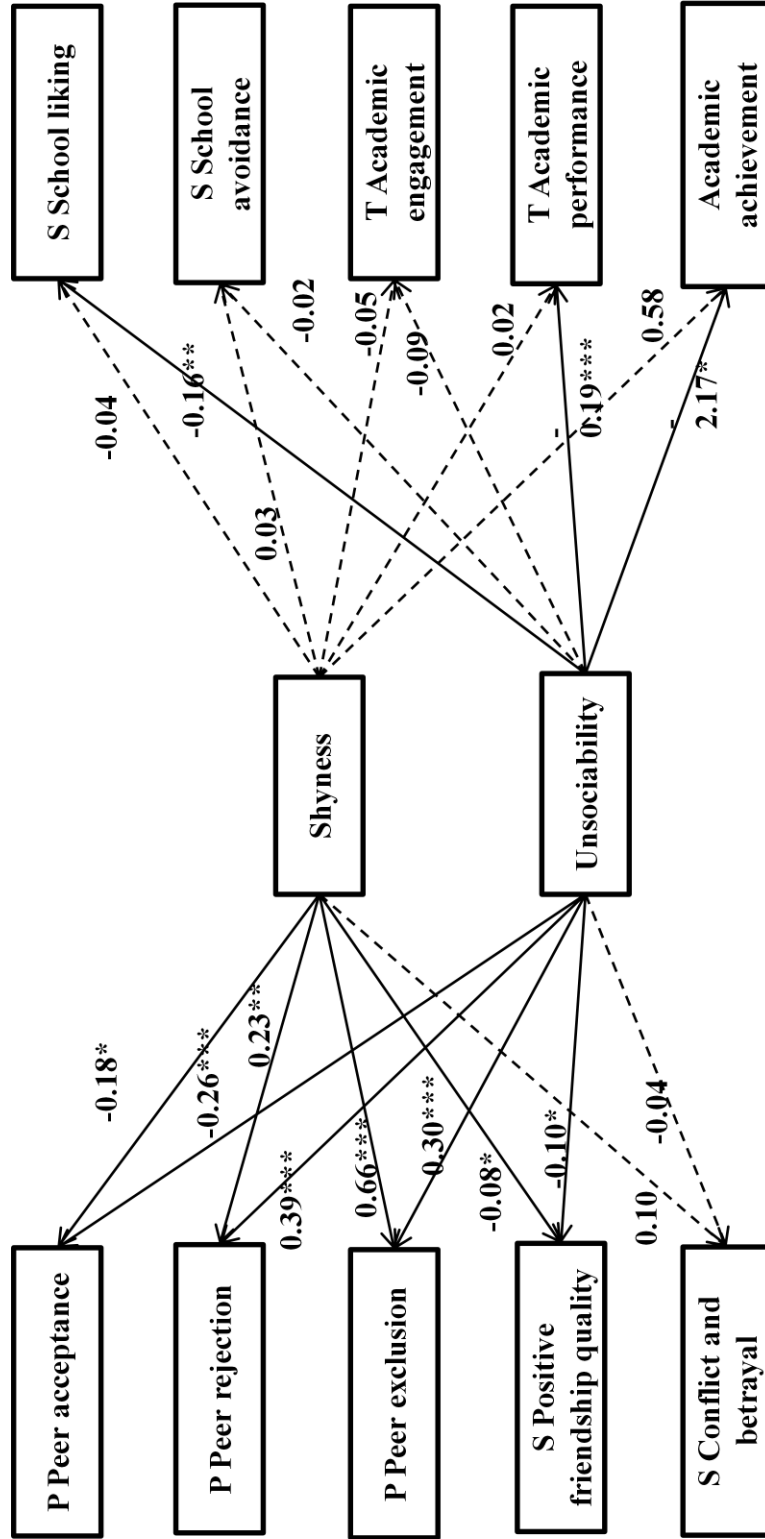 P Peer acceptance
P Peer rejection
P Peer exclusion
S Positive
friendship quality
S Conflict and
betrayal
-0.18*
-0.26***
0.23**
0.39***
0.66***
0.30***
-0.08*
-0.10*
0.10
-0.04
Shyness
Unsociability
-0.04
-0.16**
0.03
-0.02
-0.05
-0.09
0.02
-
0.19***
0.58
-
2.17*
S School liking
S School
avoidance
T Academic
engagement
T Academic
performance
Academic
achievement